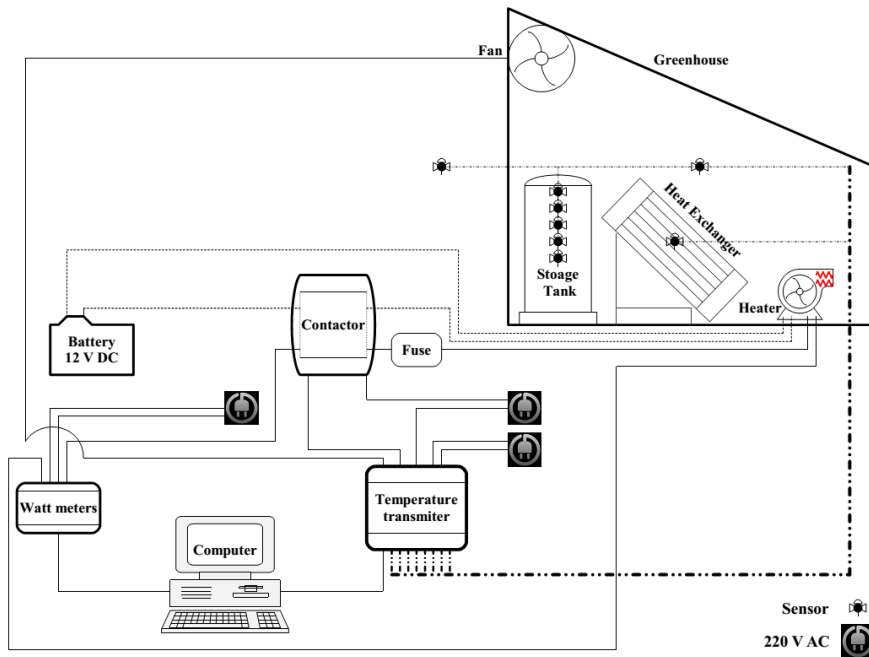 Fan
Greenhouse
Heat Exchanger
Stoage
Tank
Heater
Contactor
Fuse
Battery
12 V DC
Watt meters
Temperature
transmiter
Computer
Sensor
220 V AC